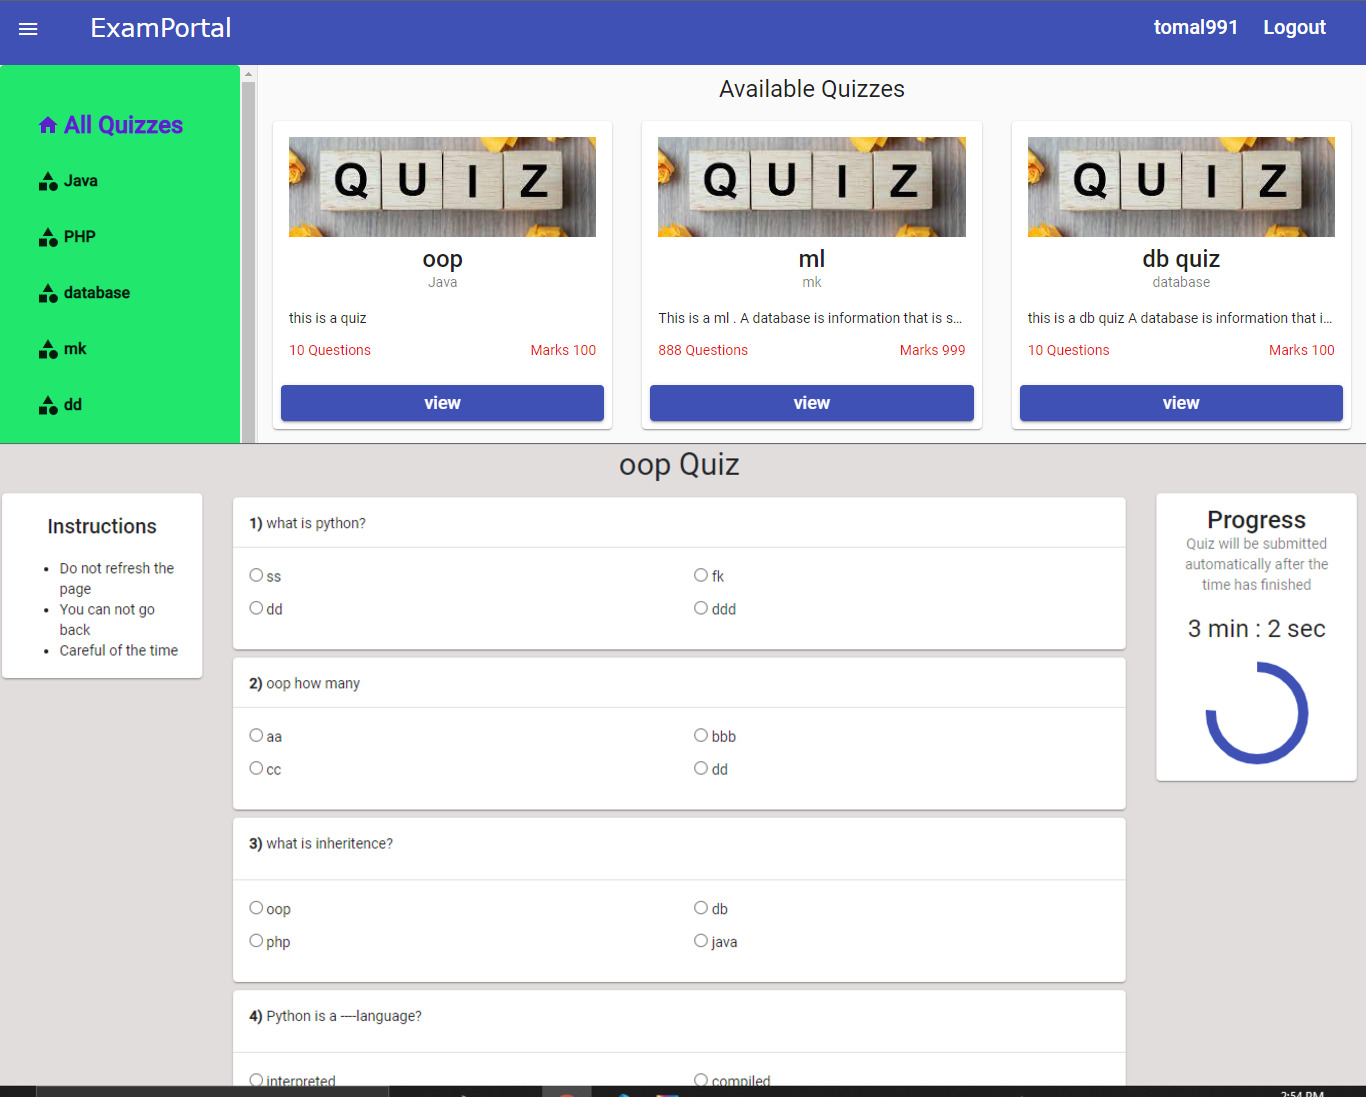 ExamPortal
tomal991 Logout
All Quizzes
Java
PHP
database
mk
dd
Available Quizzes
QUIZ
oop
Java
this is a quiz
10 Questions Marks 100
view
QUIZ
ml
mk
This is a ml . A database is information that is s...
888 Questions Marks 999
view
QUIZ
db quiz
database
this is a db quiz A database is information that i...
10 Questions Marks 100
view
oop Quiz
Instructions
• Do not refresh the
page
• You can not go
back
• Careful of the time
1) what is python?
ss fk
dd ddd
2) oop how many
aa bbb
cc dd
3) what is inheritence?
oop db
php java
4) Python is a ----language?
interpreted compiled
Progress
Quiz will be submitted
automatically after the
time has finished
3 min : 2 sec
2:54 PM